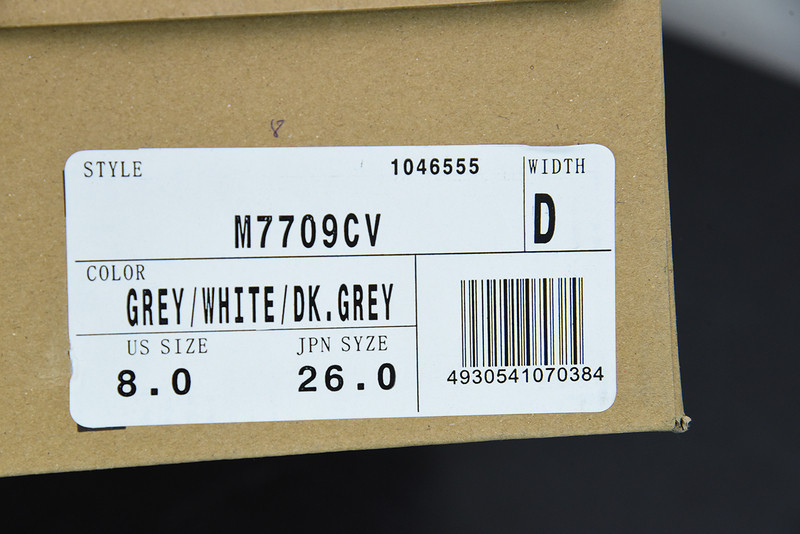 8
STYLE 1046555 WIDTH
M7709CV D
COLOR
GREY/WHITE/DK.GREY
US SIZE JPN SYZE
8.0 26.0
4930541070384